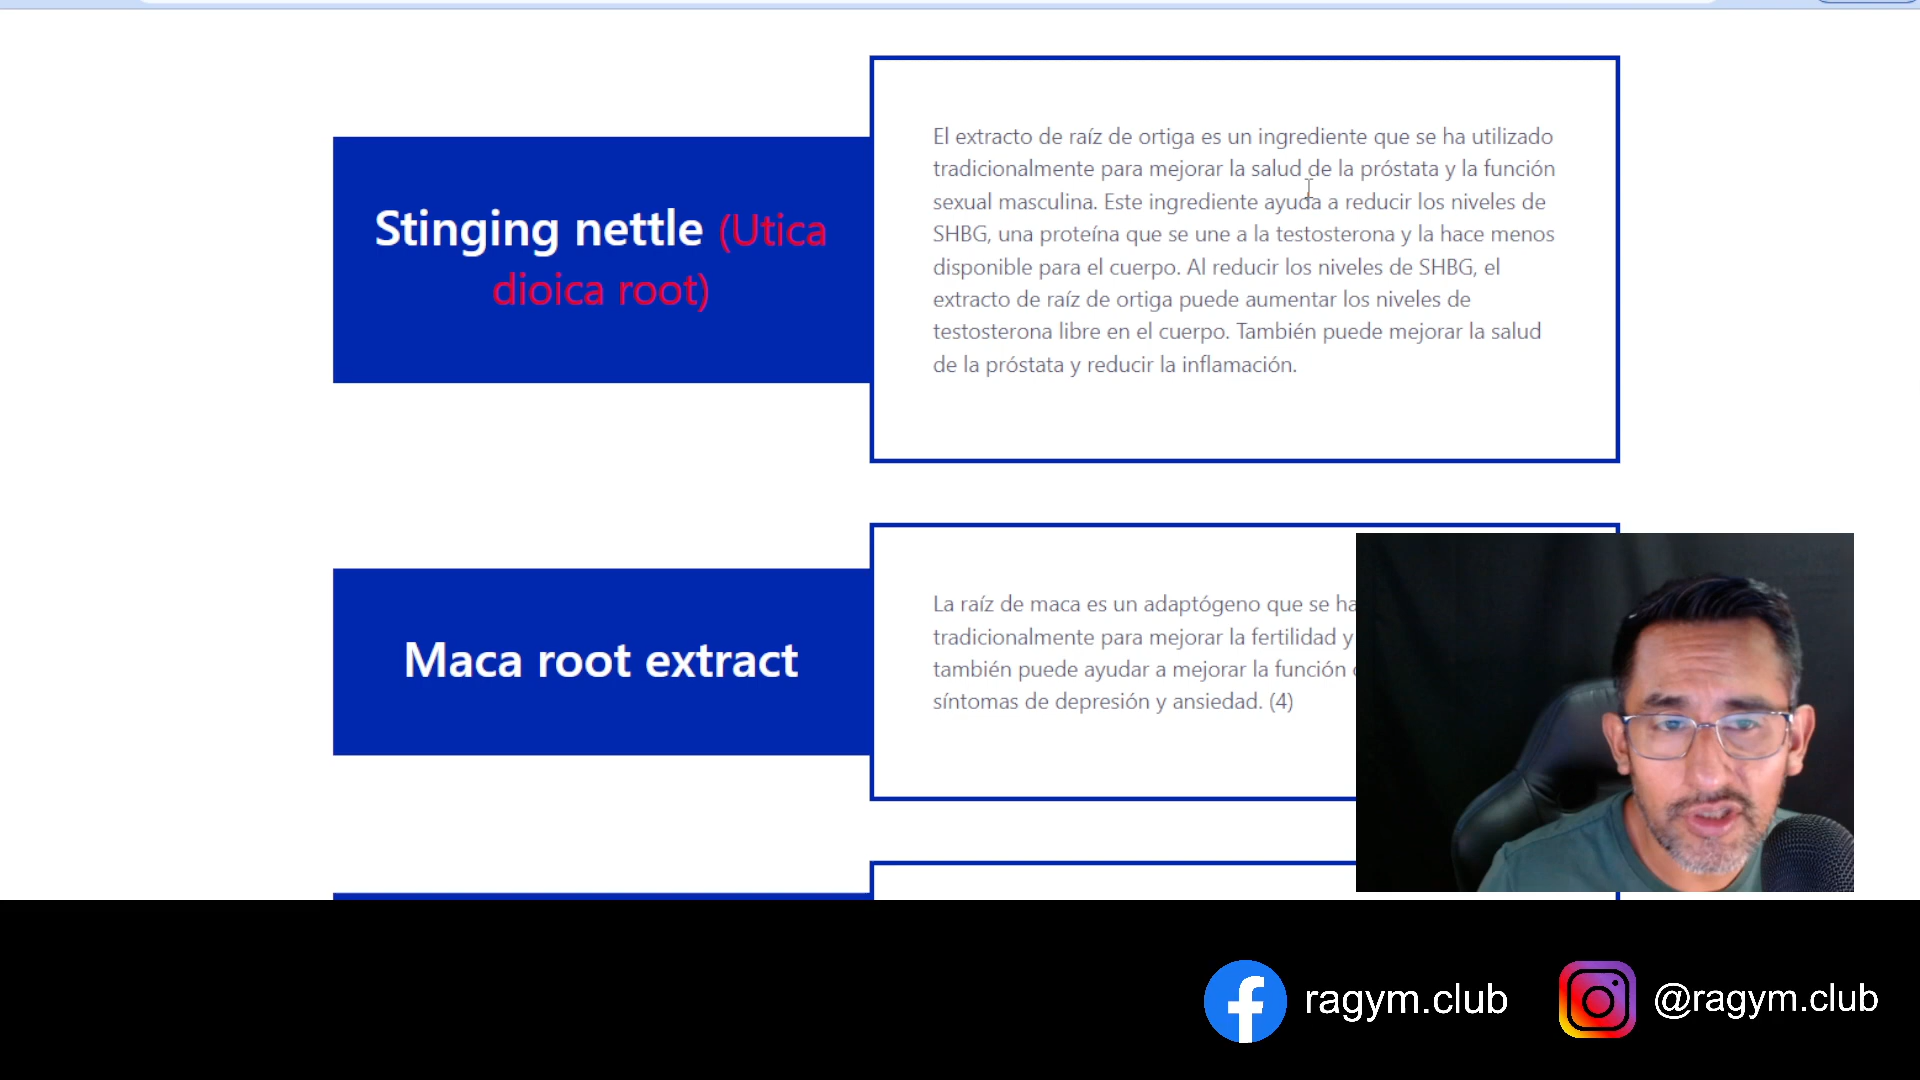 Stinging nettle (Utica
dioica root)
El extracto de raíz de ortiga es un ingrediente que se ha utilizado
tradicionalmente para mejorar la salud de la próstata y la función
sexual masculina. Este ingrediente ayuda a reducir los niveles de
SHBG, una proteína que se une a la testosterona y la hace menos
disponible para el cuerpo. Al reducir los niveles de SHBG, el
extracto de raíz de ortiga puede aumentar los niveles de
testosterona libre en el cuerpo. También puede mejorar la salud
de la próstata y reducir la inflamación.
Maca root extract
La raíz de maca es un adaptógeno que se ha
tradicionalmente para mejorar la fertilidad y
también puede ayudar a mejorar la función
síntomas de depresión y ansiedad. (4)
ragym.club
@ragym.club